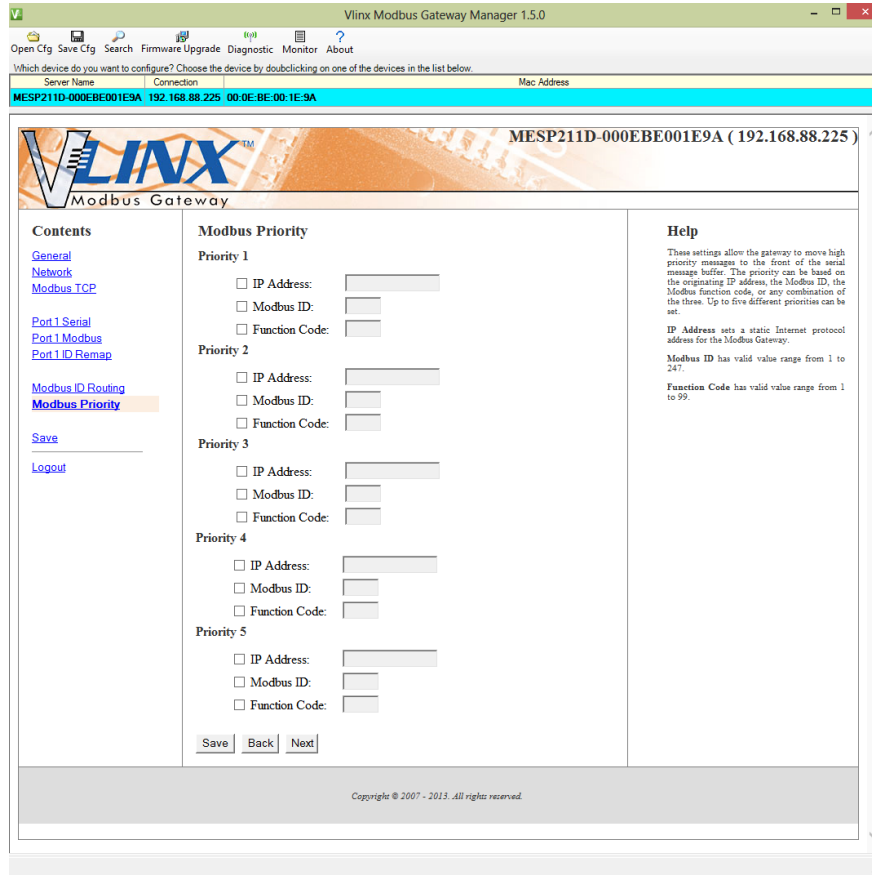 Vlinx Modbus Gateway Manager 1.5.0
Open Cfg Save Cfg Search Firmware Upgrade Diagnostic Monitor About
Which device do you want to configure? Choose the device by doubclicking on one of the devices in the list below.
Server Name Connection Mac Address
MESP211D-000EBE001E9A 192.168.88.225 00:0E:BE:00:1E:9A
MESP211D-000EBE001E9A ( 192.168.88.225 )
VLINX TM
Modbus Gateway
Contents
General
Network
Modbus TCP
Port 1 Serial
Port 1 Modbus
Port 1 ID Remap
Modbus ID Routing
Modbus Priority
Save
Logout
Modbus Priority
Priority 1
IP Address:
Modbus ID:
Function Code:
Priority 2
IP Address:
Modbus ID:
Function Code:
Priority 3
IP Address:
Modbus ID:
Function Code:
Priority 4
IP Address:
Modbus ID:
Function Code:
Priority 5
IP Address:
Modbus ID:
Function Code:
Save Back Next
Help
These settings allow the gateway to move high
priority messages to the front of the serial
message buffer. The priority can be based on
the originating IP address, the Modbus ID, the
Modbus function code, or any combination of
the three. Up to five different priorities can be
set.
IP Address sets a static Internet protocol
address for the Modbus Gateway.
Modbus ID has valid value range from 1 to
247.
Function Code has valid value range from 1
to 99.
Copyright © 2007 - 2013. All rights reserved.